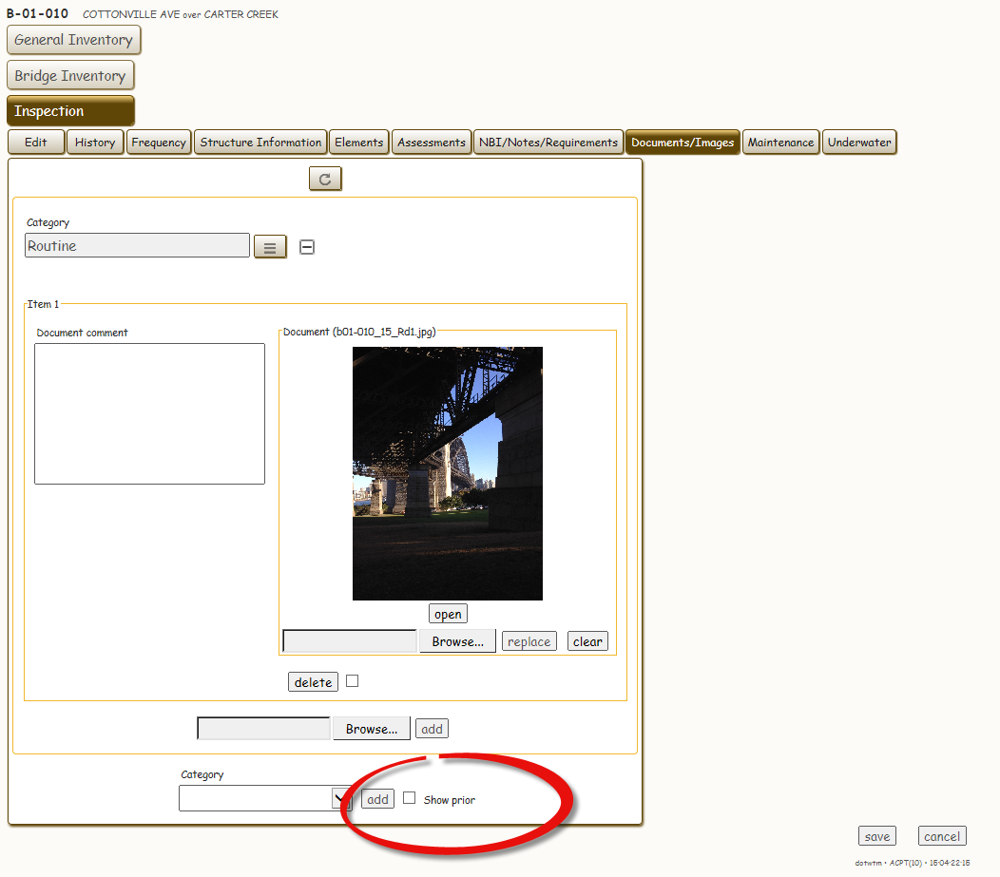 B-01-010 COTTONVILLE AVE over CARTER CREEK
General Inventory
Bridge Inventory
Inspection
Edit History Frequency Structure Information Elements Assessments NBI/Notes/Requirements Documents/Images Maintenance Underwater
Category
Routine
Item 1
Document comment
Document (b01-010_15_Rd1.jpg)
open
Browse... replace clear
delete
Browse... add
Category
add Show prior
save cancel
dotwtm • ACPT(10) • 15-04-22-15